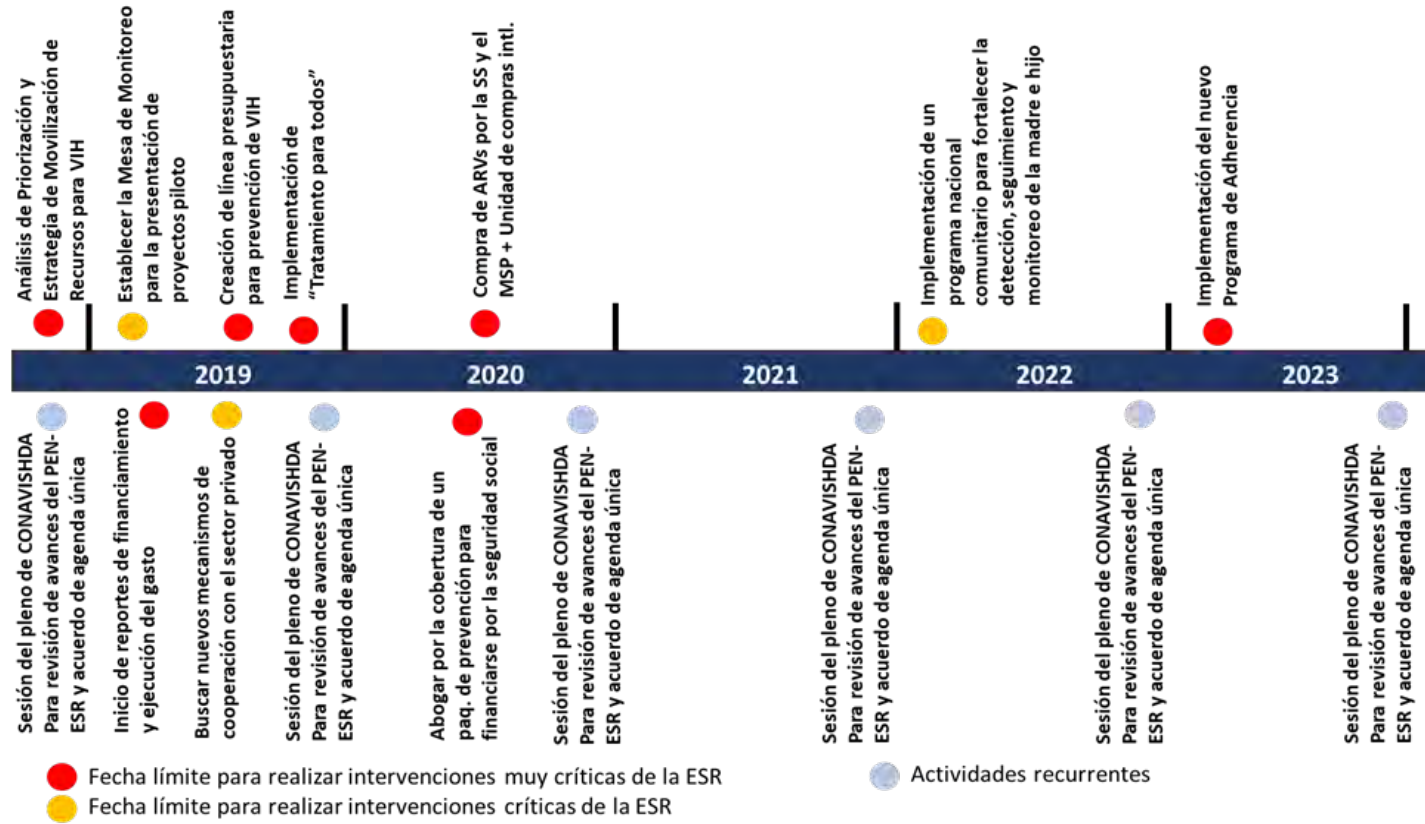 Análisis de Priorización y
Estrategia de Movilización de
Recursos para VIH
Establecer la Mesa de Monitoreo
para la presentación de
proyectos piloto
Creación de línea presupuestaria
para prevención de VIH
Implementación de
“Tratamiento para todos”
Compra de ARVs por la SS y el
MSP + Unidad de compras intl.
Implementación de un
programa nacional
comunitario para fortalecer la
detección, seguimiento y
monitoreo de la madre e hijo
Implementación del nuevo
Programa de Adherencia
2019
2020
2021
2022
2023
Sesión del pleno de CONAVISHDA
Para revisión de avances del PEN-
ESR y acuerdo de agenda única
Inicio de reportes de financiamiento
y ejecución del gasto
Buscar nuevos mecanismos de
cooperación con el sector privado
Sesión del pleno de CONAVISHDA
Para revisión de avances del PEN-
ESR y acuerdo de agenda única
Abogar por la cobertura de un
paq. de prevención para
financiarse por la seguridad social
Sesión del pleno de CONAVISHDA
Para revisión de avances del PEN-
ESR y acuerdo de agenda única
Sesión del pleno de CONAVISHDA
Para revisión de avances del PEN-
ESR y acuerdo de agenda única
Sesión del pleno de CONAVISHDA
Para revisión de avances del PEN-
ESR y acuerdo de agenda única
Sesión del pleno de CONAVISHDA
Para revisión de avances del PEN-
ESR y acuerdo de agenda única
Fecha límite para realizar intervenciones muy críticas de la ESR
Fecha límite para realizar intervenciones críticas de la ESR
Actividades recurrentes